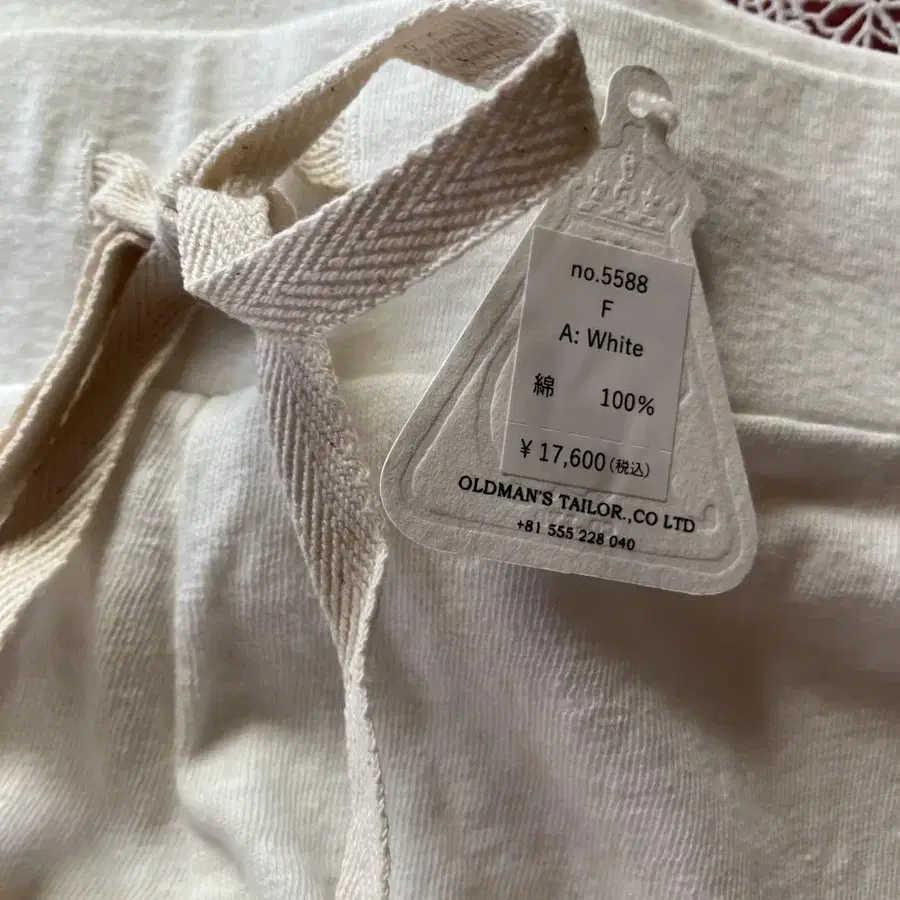 no.5588
F
A: White
綿 100%
¥ 17,600(税込)
OLDMAN'S TAILOR.,CO LTD
+81 555 228 040